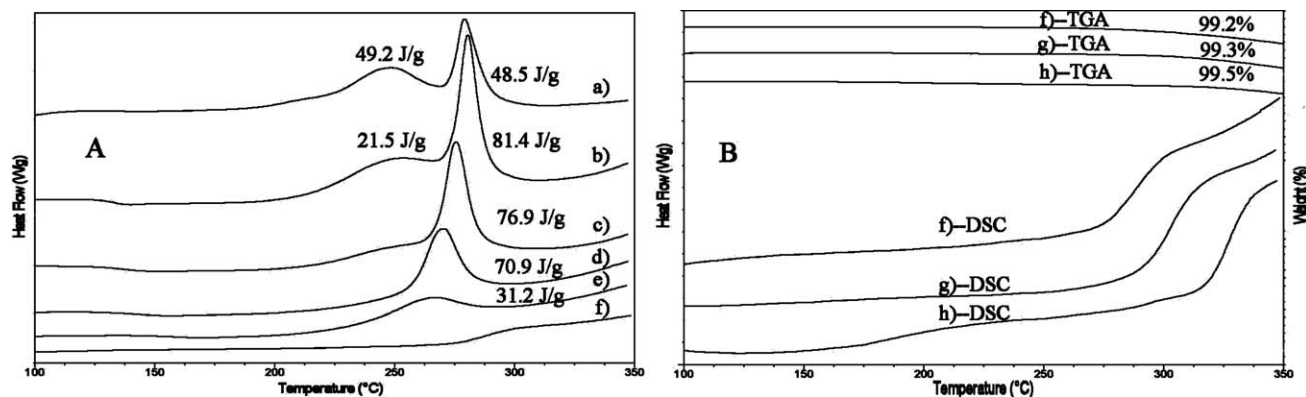 49.2 J/g
48.5 J/g
a)
A
21.5 J/g
81.4 J/g
b)
76.9 J/g
c)
70.9 J/g
d)
e)
31.2 J/g
f)
Heat Flow (W/g)
100 150 200 250 300 350
Temperature (°C)
f)–TGA 99.2%
g)–TGA 99.3%
h)–TGA 99.5%
B
f)–DSC
g)–DSC
h)–DSC
Heat Flow (W/g)
Weight (%)
100 150 200 250 300 350
Temperature (°C)